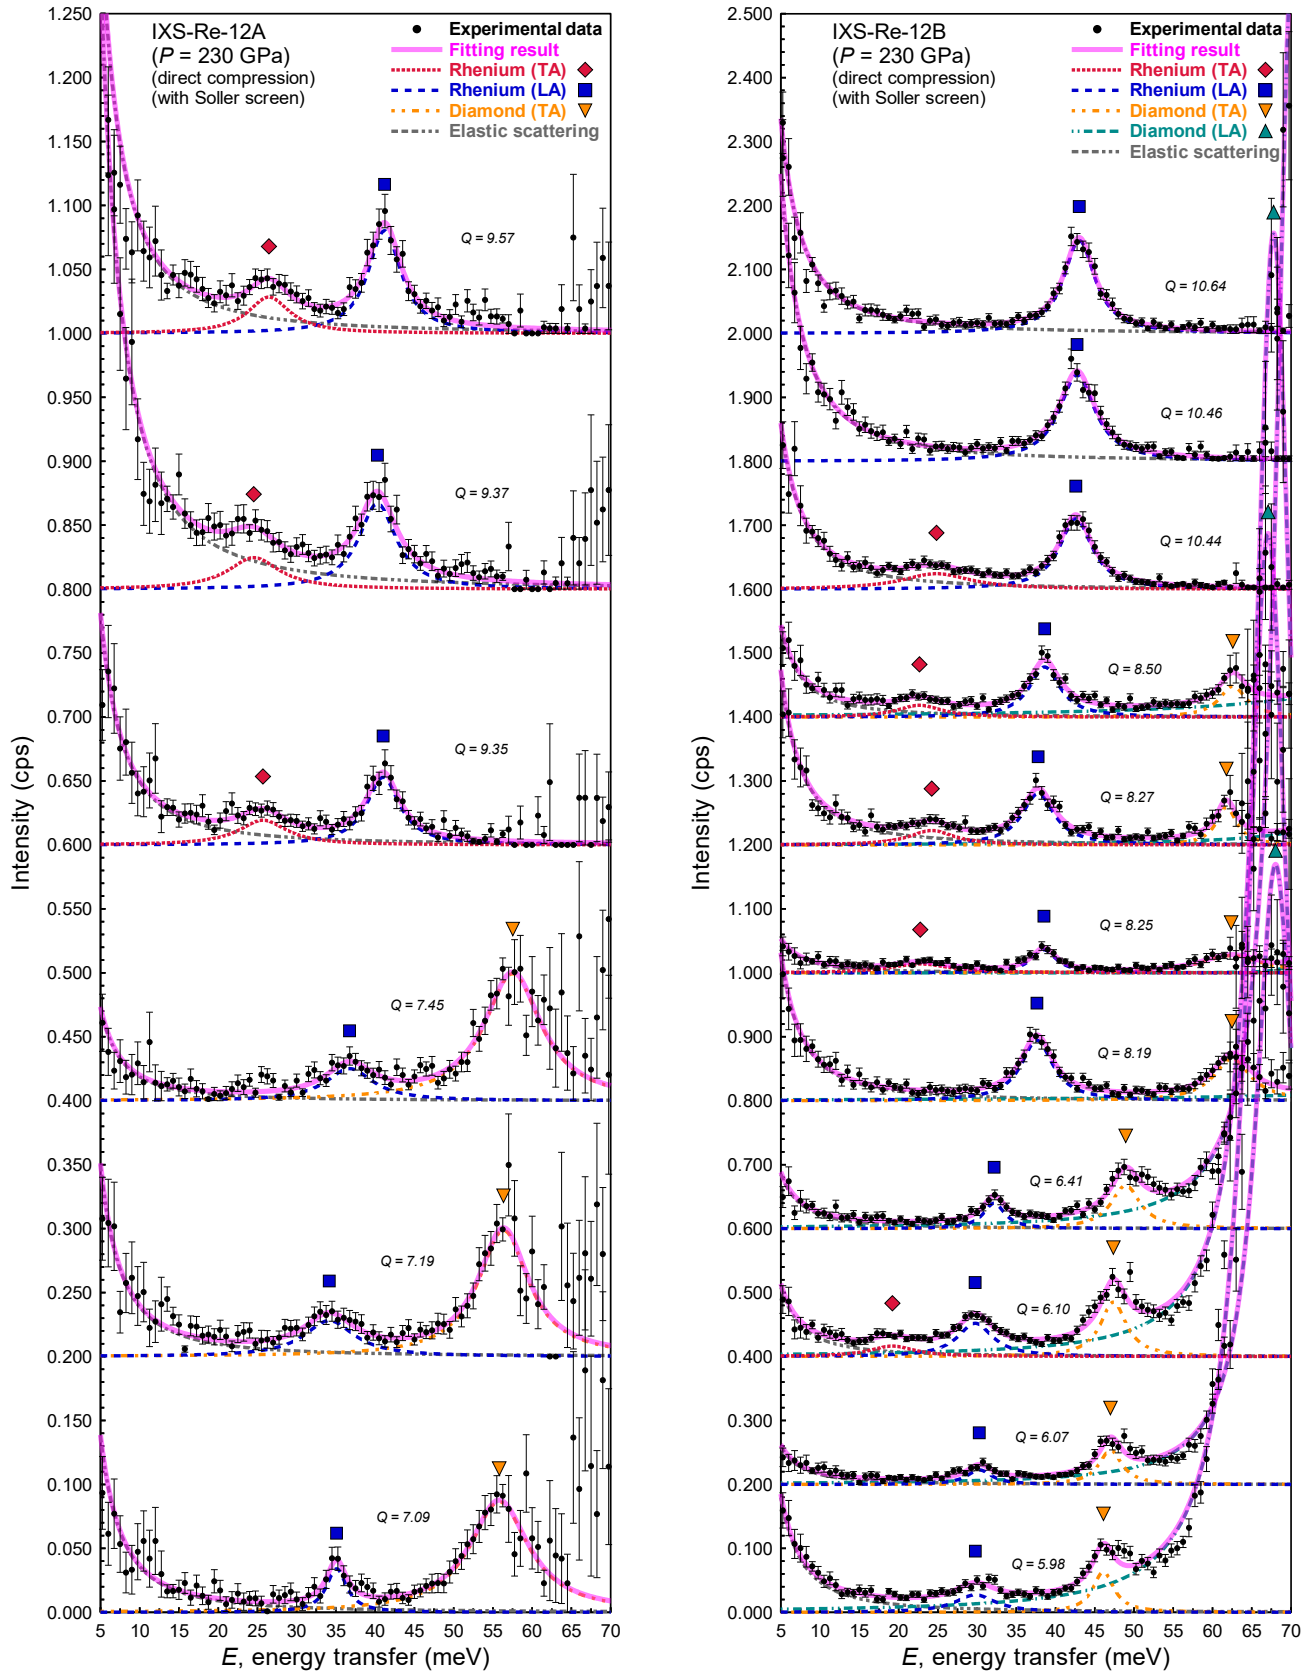 IXS-Re-12A
(P = 230 GPa)
(direct compression)
(with Soller screen)
Experimental data
Fitting result
Rhenium (TA)
Rhenium (LA)
Diamond (TA)
Elastic scattering
Q = 9.57
Q = 9.37
Q = 9.35
Q = 7.45
Q = 7.19
Q = 7.09
Intensity (cps)
1.250
1.200
1.150
1.100
1.050
1.000
0.950
0.900
0.850
0.800
0.750
0.700
0.650
0.600
0.550
0.500
0.450
0.400
0.350
0.300
0.250
0.200
0.150
0.100
0.050
0.000
5 10 15 20 25 30 35 40 45 50 55 60 65 70
E, energy transfer (meV)
IXS-Re-12B
(P = 230 GPa)
(direct compression)
(with Soller screen)
Experimental data
Fitting result
Rhenium (TA)
Rhenium (LA)
Diamond (TA)
Diamond (LA)
Elastic scattering
Q = 10.64
Q = 10.46
Q = 10.44
Q = 8.50
Q = 8.27
Q = 8.25
Q = 8.19
Q = 6.41
Q = 6.10
Q = 6.07
Q = 5.98
Intensity (cps)
2.500
2.400
2.300
2.200
2.100
2.000
1.900
1.800
1.700
1.600
1.500
1.400
1.300
1.200
1.100
1.000
0.900
0.800
0.700
0.600
0.500
0.400
0.300
0.200
0.100
0.000
5 10 15 20 25 30 35 40 45 50 55 60 65 70
E, energy transfer (meV)